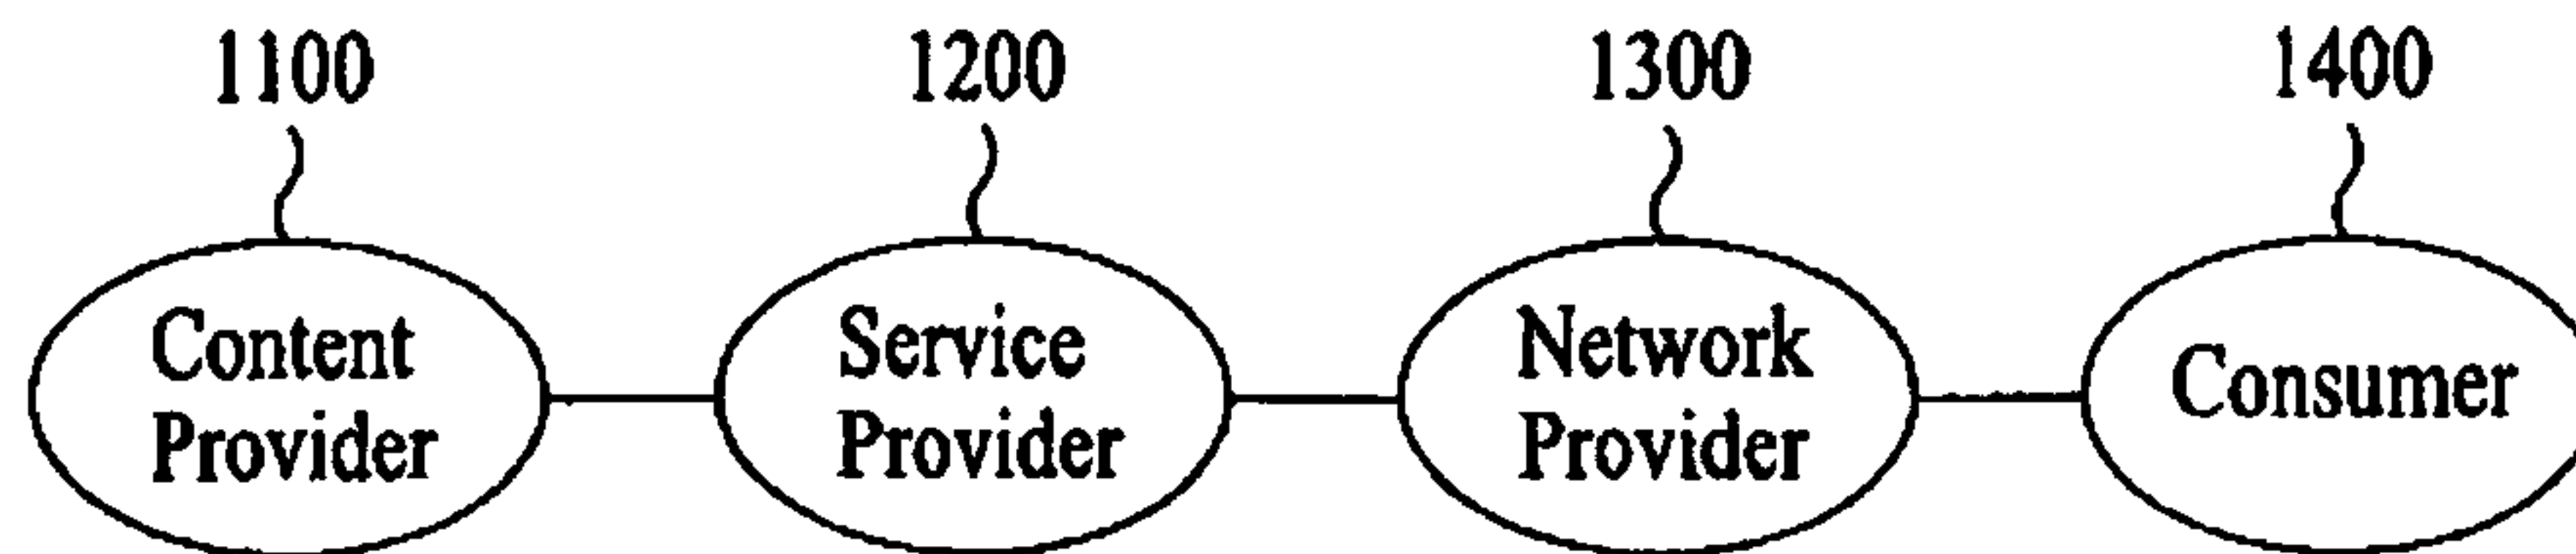 1100 1200 1300 1400
Content Provider
Service Provider
Network Provider
Consumer